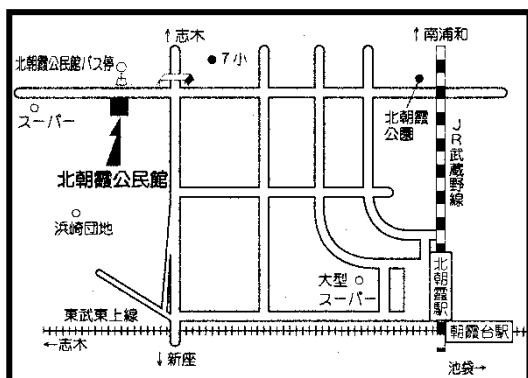 ↑志木
●7小
↑南浦和
北朝霞公民館バス停
スーパー
北朝霞
公園
JR武蔵野線
北朝霞公民館
浜崎団地
大型
スーパー
北朝霞駅
東武東上線
朝霞台駅
←志木
↓新座
池袋→